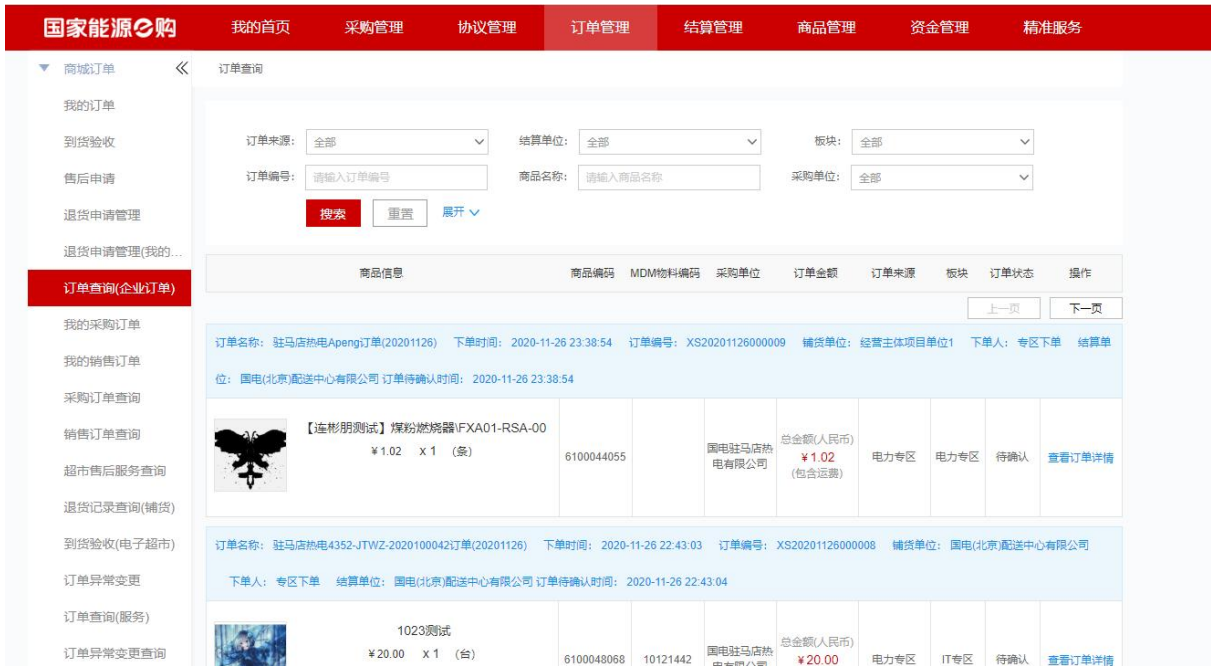 国家能源e购 我的首页 采购管理 协议管理 订单管理 结算管理 商品管理 资金管理 精准服务
商城订单
我的订单
到货验收
售后申请
退货申请管理
退货申请管理(我的...
订单查询(企业订单)
我的采购订单
我的销售订单
采购订单查询
销售订单查询
超市售后服务查询
退货记录查询(铺货)
到货验收(电子超市)
订单异常变更
订单查询(服务)
订单异常变更查询
订单查询
订单来源: 全部 结算单位: 全部 板块: 全部
订单编号: 请输入订单编号 商品名称: 请输入商品名称 采购单位: 全部
搜索 重置 展开
商品信息 商品编码 MDM物料编码 采购单位 订单金额 订单来源 板块 订单状态 操作
上一页 下一页
订单名称: 驻马店热电Apeng订单(20201126) 下单时间: 2020-11-26 23:38:54 订单编号: XS20201126000009 铺货单位: 经营主体项目单位1 下单人: 专区下单 结算单
位: 国电(北京)配送中心有限公司 订单待确认时间: 2020-11-26 23:38:54
【连彬朋测试】煤粉燃烧器\FXA01-RSA-00
¥1.02 x 1 (条)
6100044055
国电驻马店热
电有限公司
总金额(人民币)
¥1.02
(包含运费)
电力专区 电力专区 待确认 查看订单详情
订单名称: 驻马店热电4352-JTWZ-2020100042订单(20201126) 下单时间: 2020-11-26 22:43:03 订单编号: XS20201126000008 铺货单位: 国电(北京)配送中心有限公司
下单人: 专区下单 结算单位: 国电(北京)配送中心有限公司 订单待确认时间: 2020-11-26 22:43:04
1023测试
¥20.00 x 1 (台)
6100048068 10121442
国电驻马店热
电有限公司
总金额(人民币)
¥20.00
电力专区 IT专区 待确认 查看订单详情